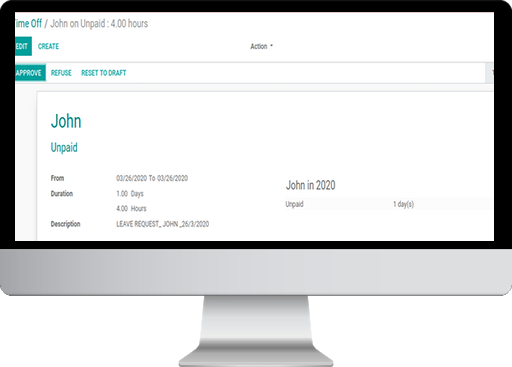 Time Off / John on Unpaid : 4.00 hours
EDIT CREATE Action
APPROVE REFUSE RESET TO DRAFT
John
Unpaid
From 03/26/2020 To 03/26/2020
John in 2020
Duration 1.00 Days
Unpaid 1 day(s)
4.00 Hours
Description LEAVE REQUEST_ JOHN _26/3/2020